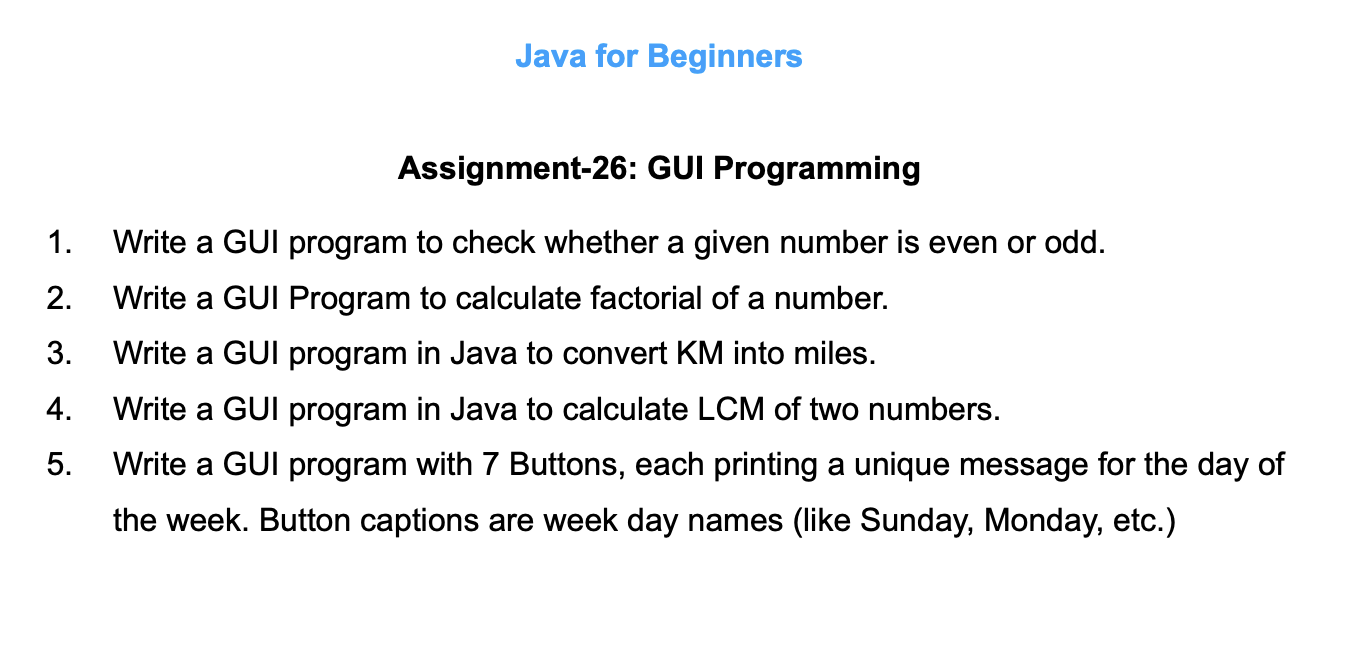 Java for Beginners
Assignment-26: GUI Programming
1. Write a GUI program to check whether a given number is even or odd.
2. Write a GUI Program to calculate factorial of a number.
3. Write a GUI program in Java to convert KM into miles.
4. Write a GUI program in Java to calculate LCM of two numbers.
5. Write a GUI program with 7 Buttons, each printing a unique message for the day of
the week. Button captions are week day names (like Sunday, Monday, etc.)